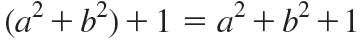 (a² + b²) + 1 = a² + b² + 1